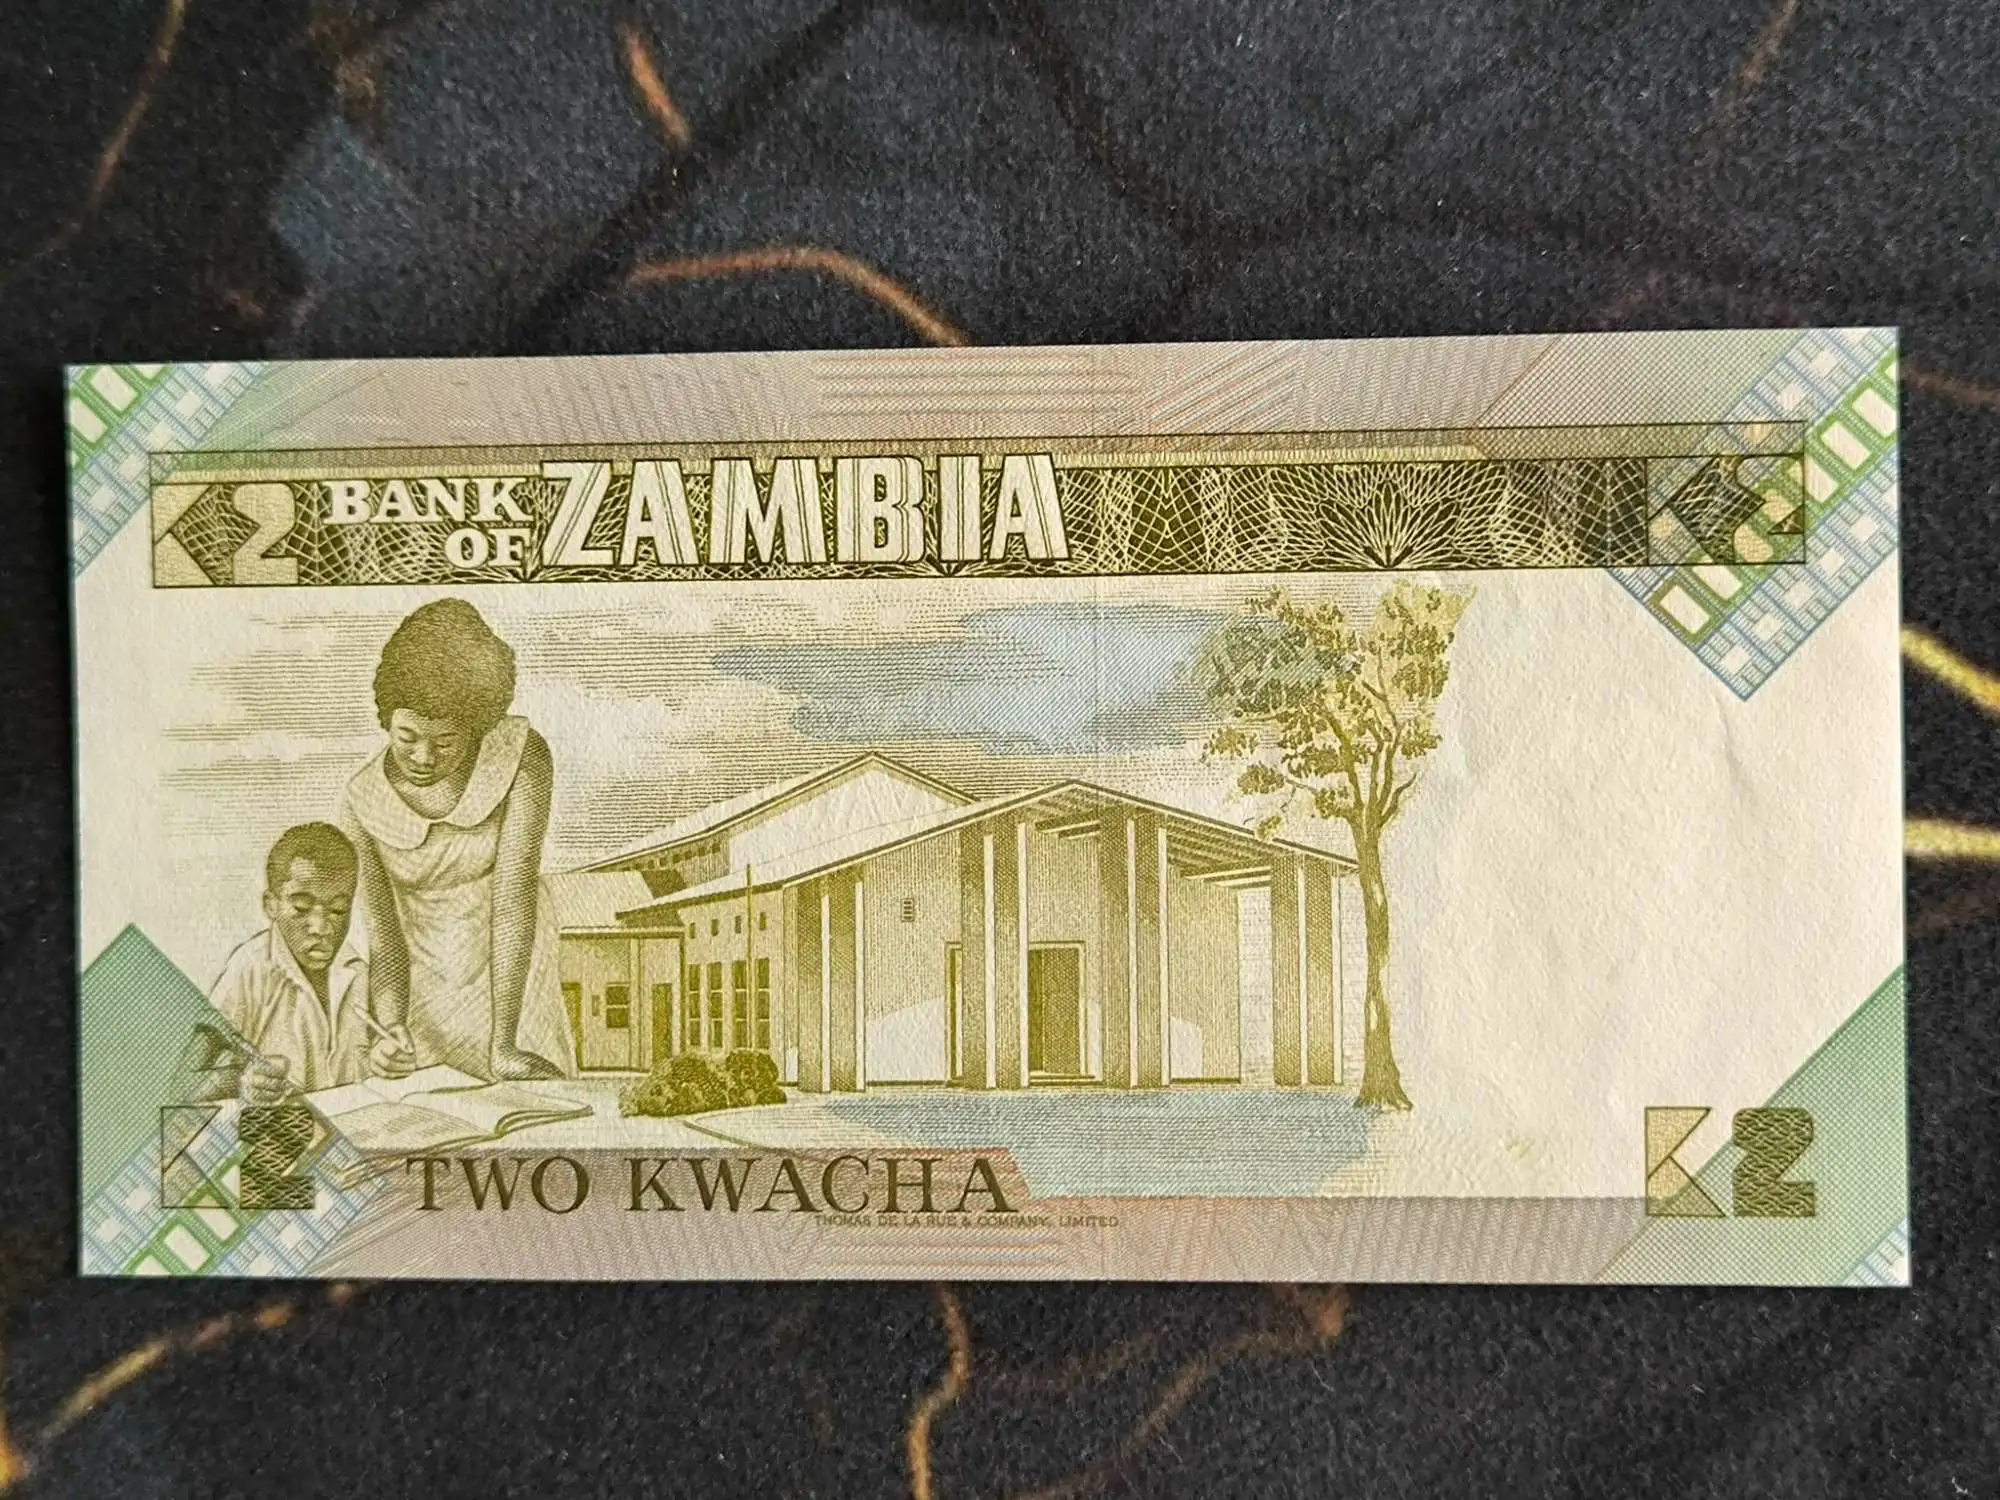 K2 BANK OF ZAMBIA K2
K2 TWO KWACHA K2
THOMAS DE LA RUE & COMPANY, LIMITED